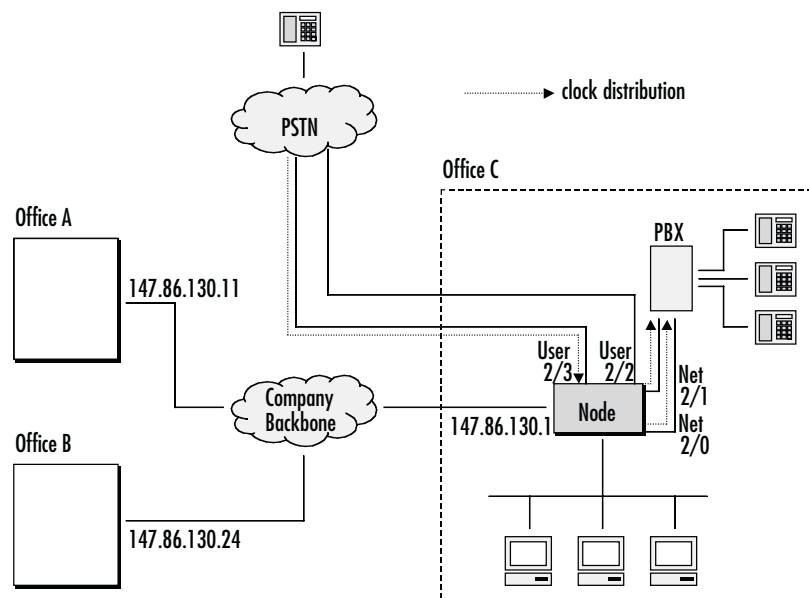 PSTN
clock distribution
Office C
Office A
PBX
147.86.130.11
User
2/3
User
2/2
Net
2/1
Company
Backbone
147.86.130.1
Node
Net
2/0
Office B
147.86.130.24